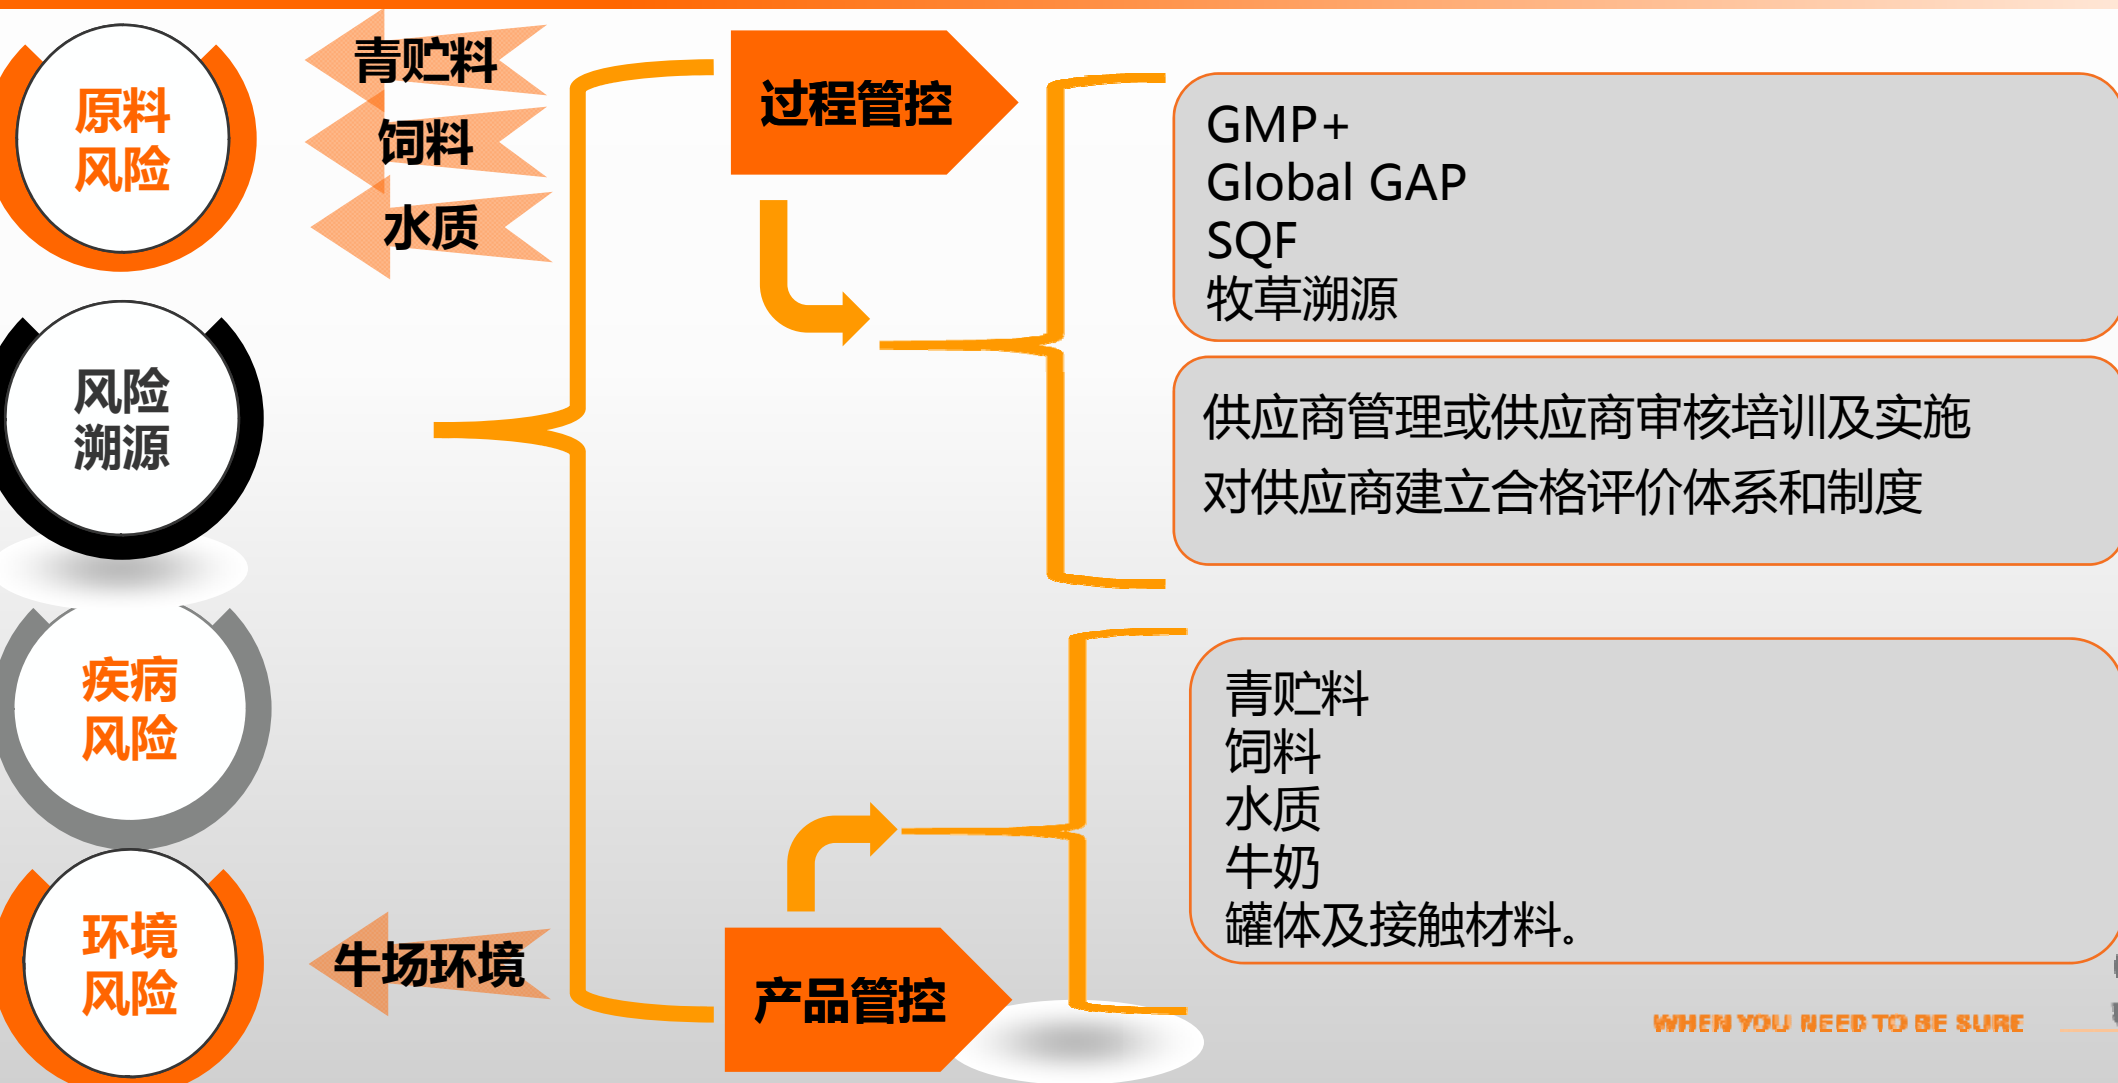 原料
风险
青贮料
饲料
水质
风险
溯源
疾病
风险
环境
风险
牛场环境
过程管控
GMP+
Global GAP
SQF
牧草溯源
供应商管理或供应商审核培训及实施
对供应商建立合格评价体系和制度
产品管控
青贮料
饲料
水质
牛奶
罐体及接触材料。
WHEN YOU NEED TO BE SURE